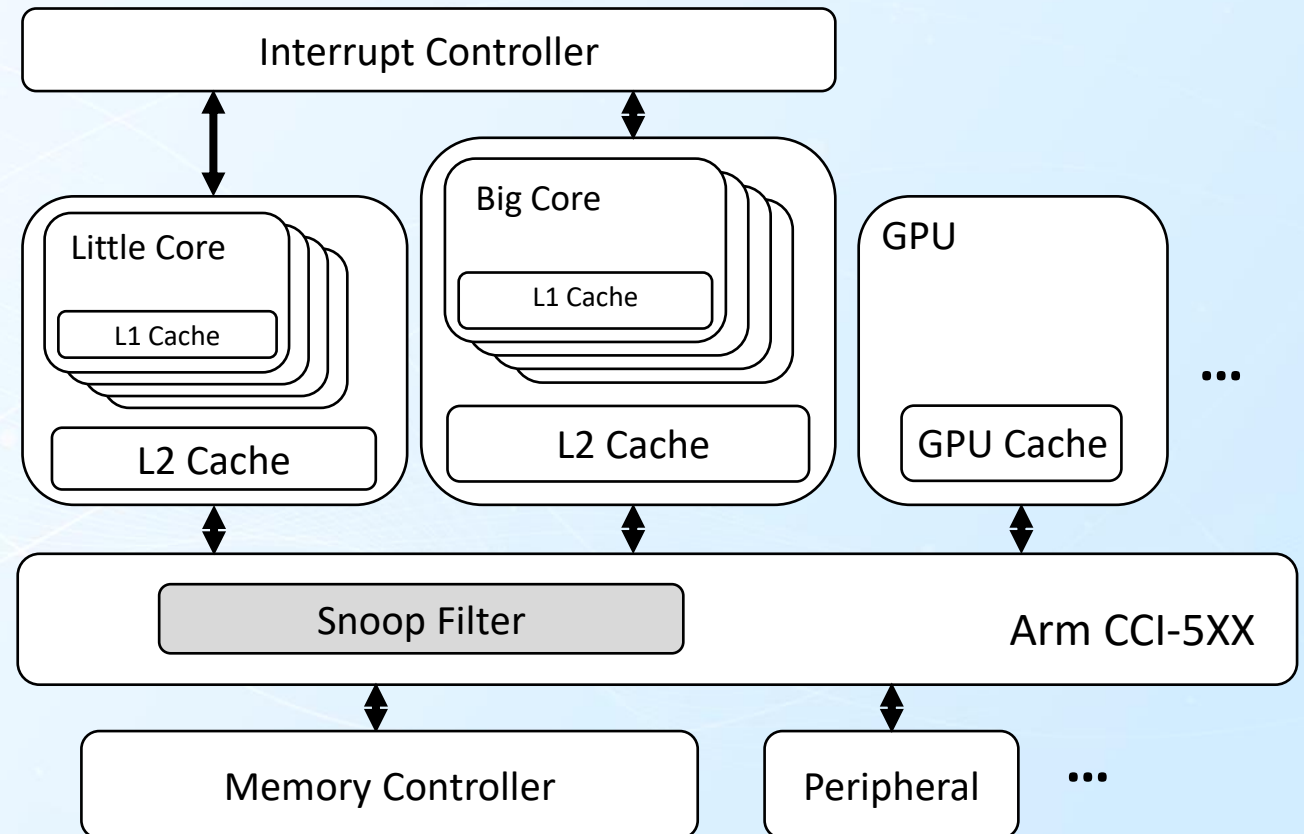 Interrupt Controller
Little Core
L1 Cache
L2 Cache
Big Core
L1 Cache
L2 Cache
GPU
GPU Cache
...
Snoop Filter
Arm CCI-5XX
Memory Controller
Peripheral
...